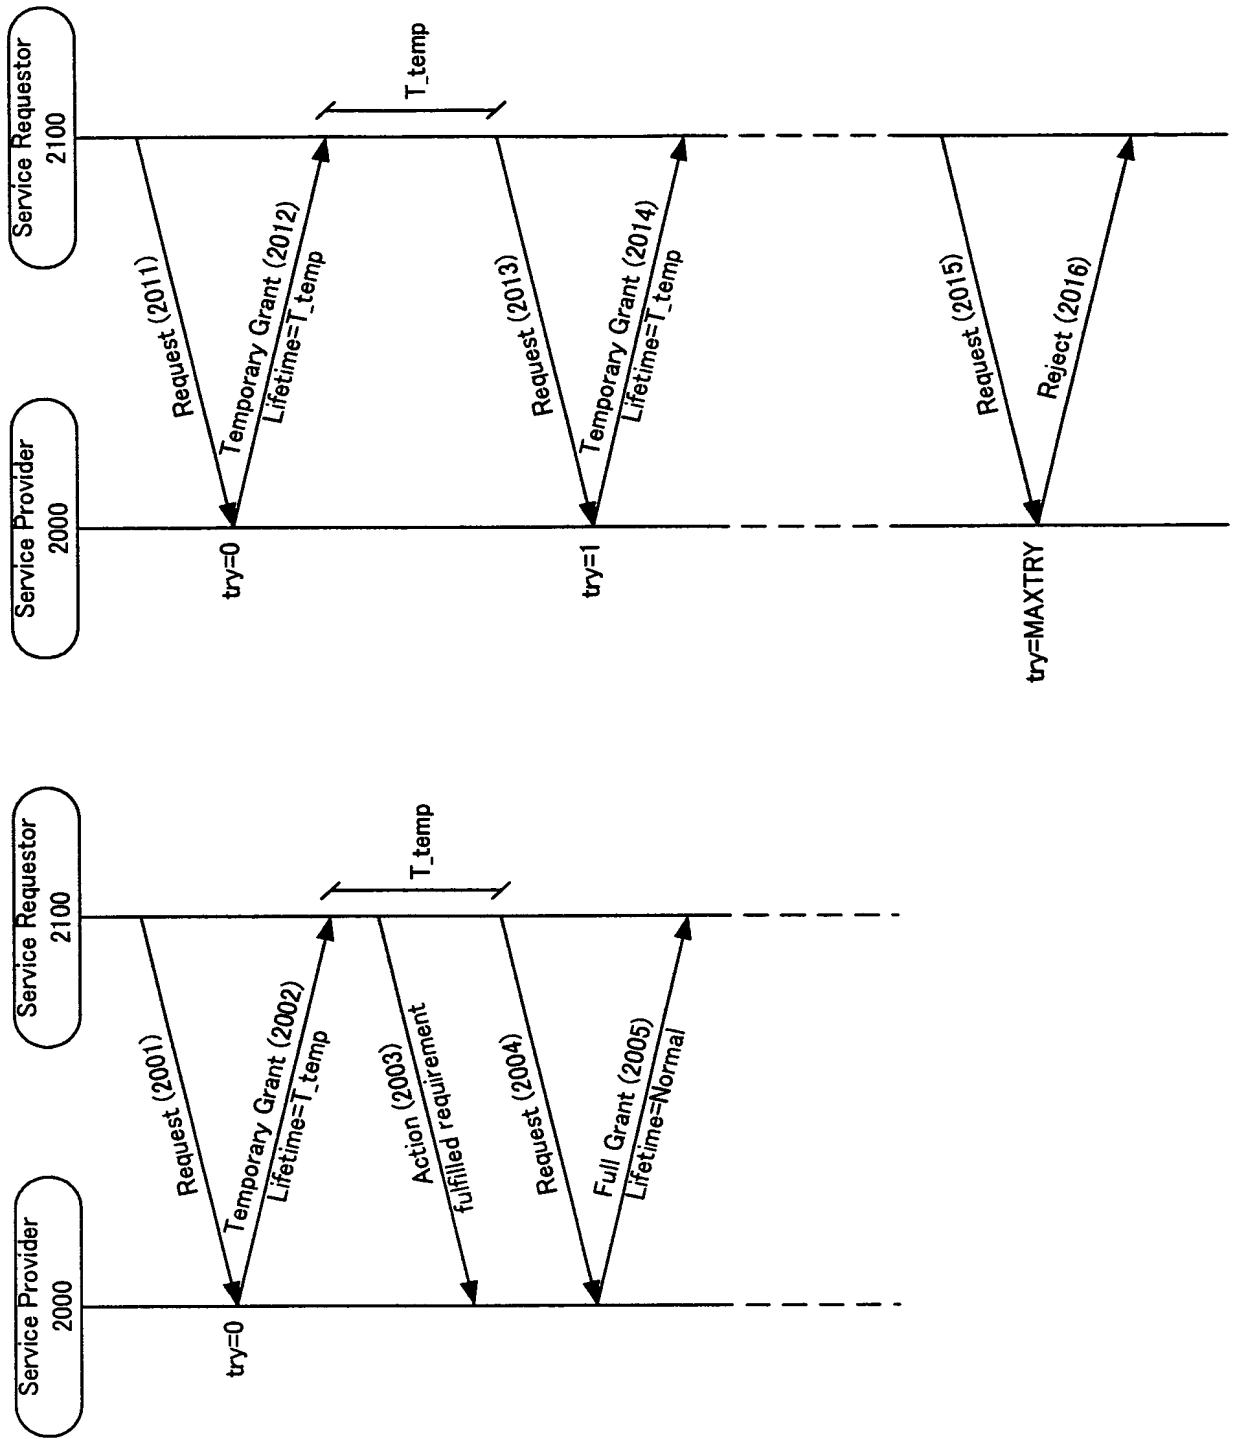 Service Provider
2000
Service Requestor
2100
try=0
Request (2001)
Temporary Grant (2002)
Lifetime=T_temp
T_temp
Action (2003)
fulfilled requirement
Request (2004)
Full Grant (2005)
Lifetime=Normal
Service Provider
2000
Service Requestor
2100
try=0
Request (2011)
Temporary Grant (2012)
Lifetime=T_temp
T_temp
try=1
Request (2013)
Temporary Grant (2014)
Lifetime=T_temp
try=MAXTRY
Request (2015)
Reject (2016)